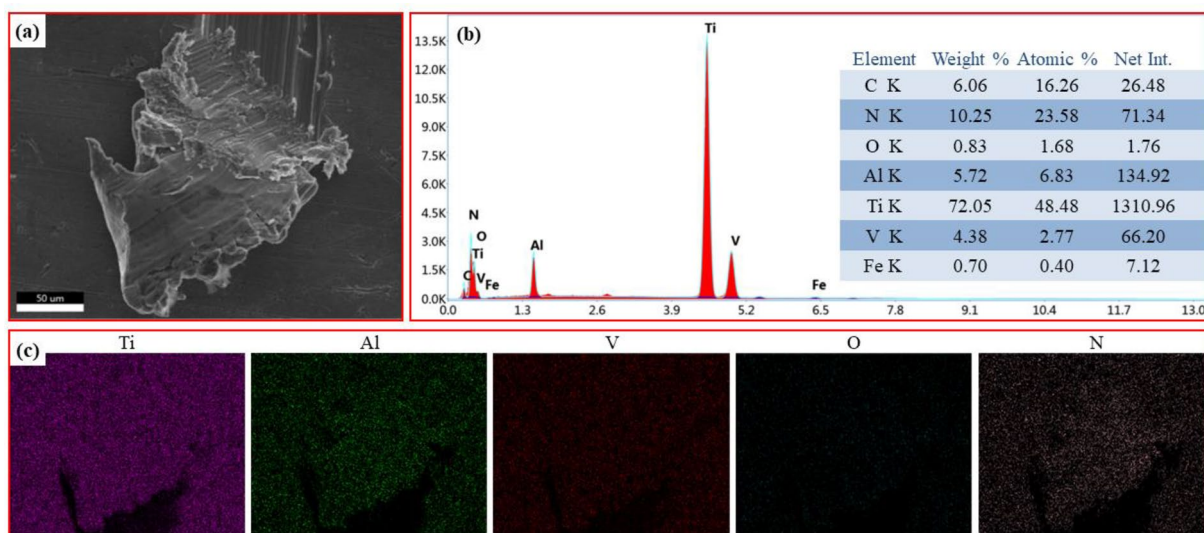 (a)
50 um
(b)
13.5K
12.0K
10.5K
9.0K
7.5K
6.0K
4.5K
3.0K
1.5K
0.0K
N
O
Ti
C
V
Fe
Al
Ti
V
Fe
0.0 1.3 2.6 3.9 5.2 6.5 7.8 9.1 10.4 11.7 13.0
Element Weight % Atomic % Net Int.
C K 6.06 16.26 26.48
N K 10.25 23.58 71.34
O K 0.83 1.68 1.76
Al K 5.72 6.83 134.92
Ti K 72.05 48.48 1310.96
V K 4.38 2.77 66.20
Fe K 0.70 0.40 7.12
(c)
Ti Al V O N